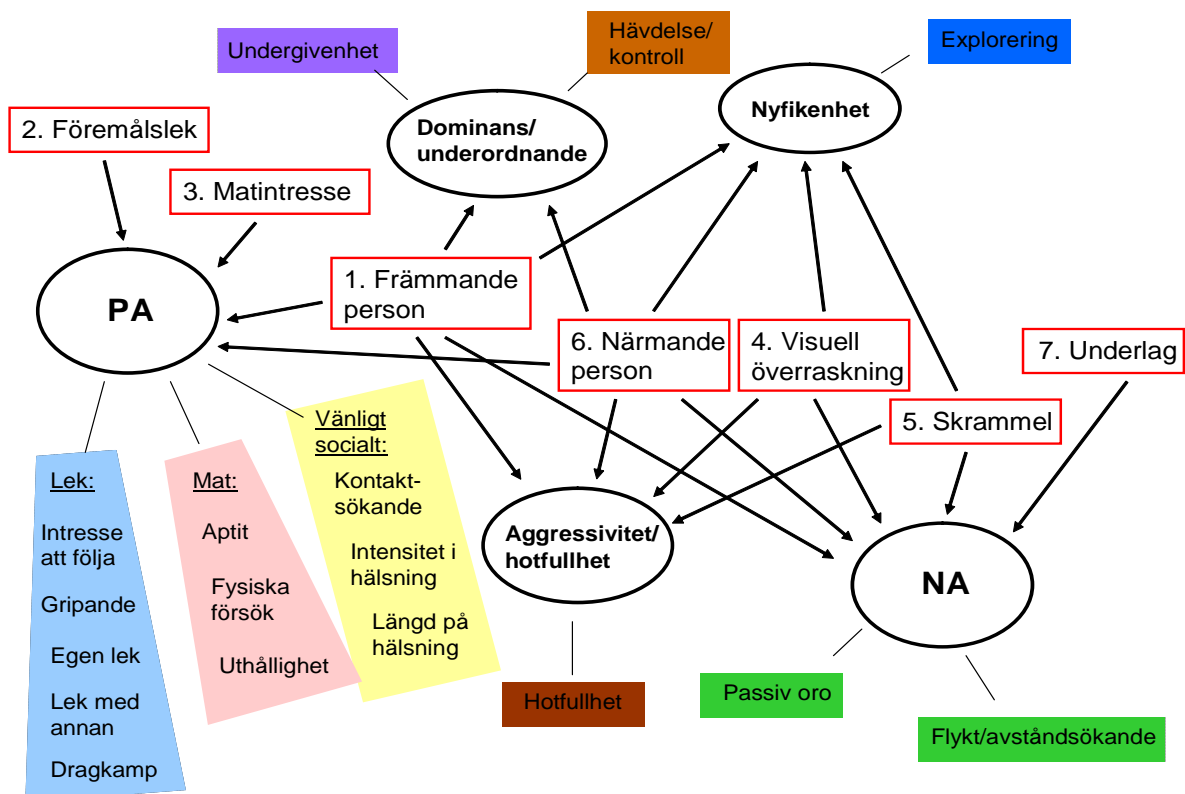 Undergivenhet
Hävdelse/
kontroll
Explorering
2. Föremålslek
Dominans/
underordnande
Nyfikenhet
3. Matintresse
PA
1. Främmande
person
6. Närmande
person
4. Visuell
överraskning
7. Underlag
5. Skrammel
Lek:
Intresse
att följa
Gripande
Egen lek
Lek med
annan
Dragkamp
Mat:
Aptit
Fysiska
försök
Uthållighet
Vänligt
socialt:
Kontakt-
sökande
Intensitet i
hälsning
Längd på
hälsning
Aggressivitet/
hotfullhet
NA
Hotfullhet
Passiv oro
Flykt/avståndsökande